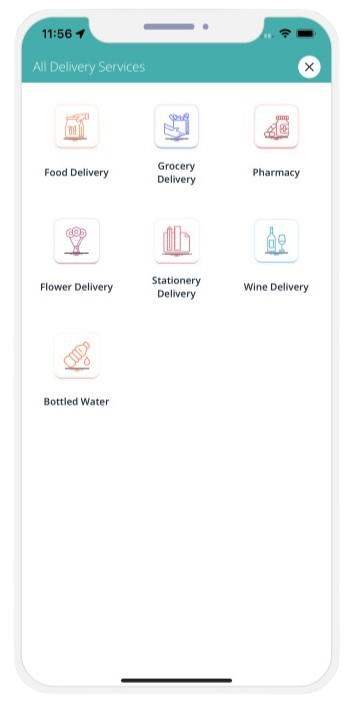 11:56
All Delivery Services
Food Delivery
Grocery
Delivery
Pharmacy
Flower Delivery
Stationery
Delivery
Wine Delivery
Bottled Water